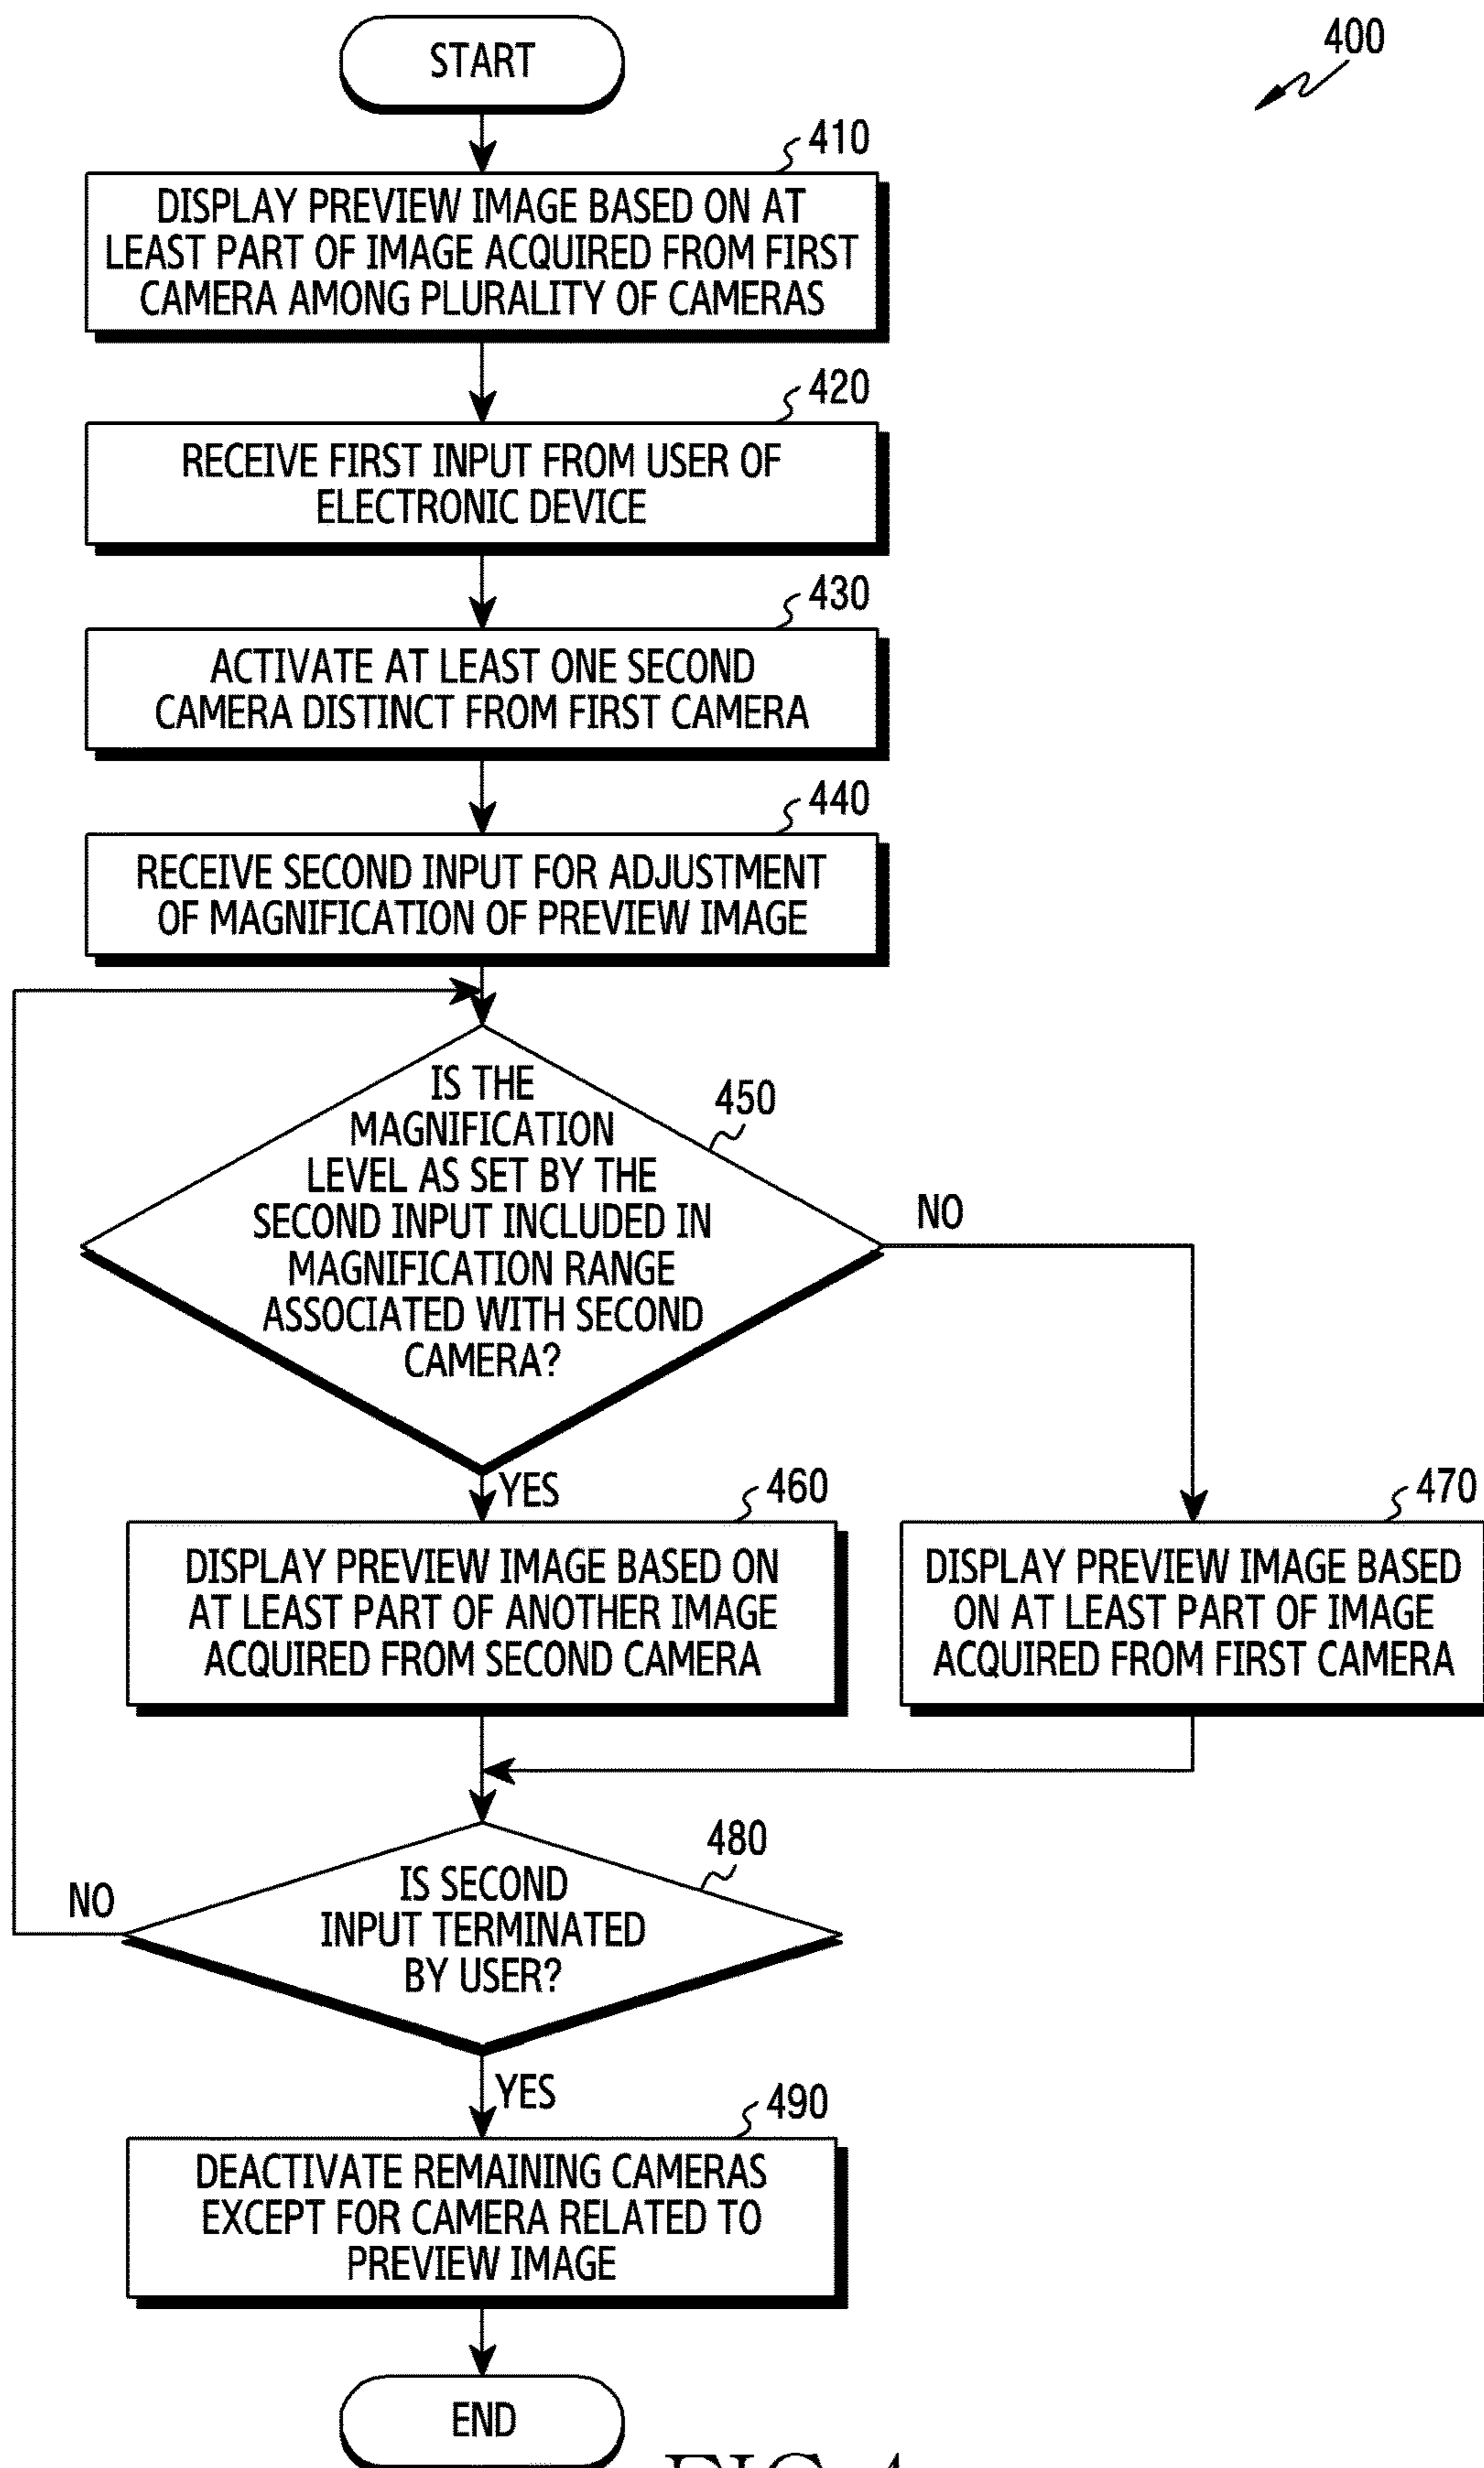 START
400
410
DISPLAY PREVIEW IMAGE BASED ON AT
LEAST PART OF IMAGE ACQUIRED FROM FIRST
CAMERA AMONG PLURALITY OF CAMERAS
420
RECEIVE FIRST INPUT FROM USER OF
ELECTRONIC DEVICE
430
ACTIVATE AT LEAST ONE SECOND
CAMERA DISTINCT FROM FIRST CAMERA
440
RECEIVE SECOND INPUT FOR ADJUSTMENT
OF MAGNIFICATION OF PREVIEW IMAGE
450
IS THE
MAGNIFICATION
LEVEL AS SET BY THE
SECOND INPUT INCLUDED IN
MAGNIFICATION RANGE
ASSOCIATED WITH SECOND
CAMERA?
NO
YES
460
DISPLAY PREVIEW IMAGE BASED ON
AT LEAST PART OF ANOTHER IMAGE
ACQUIRED FROM SECOND CAMERA
470
DISPLAY PREVIEW IMAGE BASED
ON AT LEAST PART OF IMAGE
ACQUIRED FROM FIRST CAMERA
480
IS SECOND
INPUT TERMINATED
BY USER?
NO
YES
490
DEACTIVATE REMAINING CAMERAS
EXCEPT FOR CAMERA RELATED TO
PREVIEW IMAGE
END